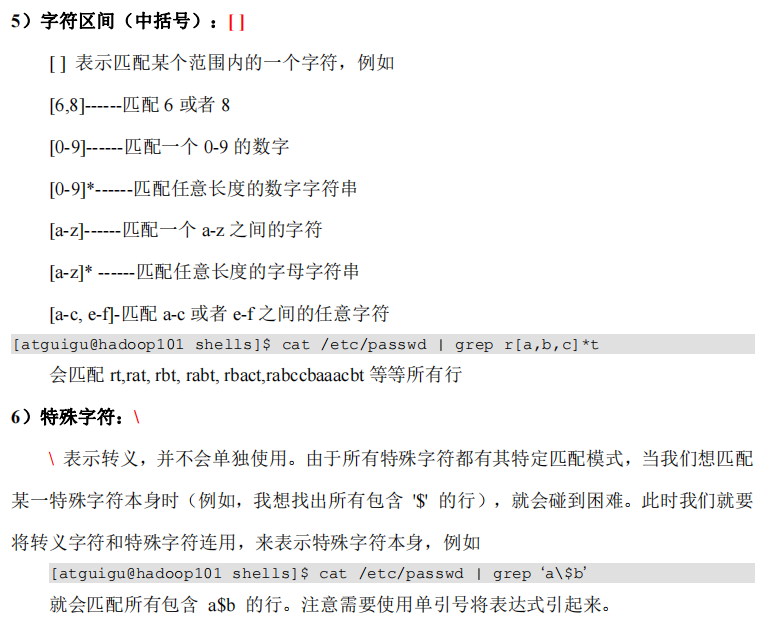 5）字符区间（中括号）：[ ]
[ ] 表示匹配某个范围内的一个字符，例如
[6,8]------匹配 6 或者 8
[0-9]------匹配一个 0-9 的数字
[0-9]*------匹配任意长度的数字字符串
[a-z]------匹配一个 a-z 之间的字符
[a-z]* ------匹配任意长度的字母字符串
[a-c, e-f]-匹配 a-c 或者 e-f 之间的任意字符
[atguigu@hadoop101 shells]$ cat /etc/passwd | grep r[a,b,c]*t
会匹配 rt,rat, rbt, rabt, rbact,rabccbaaacbt 等等所有行
6）特殊字符：\
\ 表示转义，并不会单独使用。由于所有特殊字符都有其特定匹配模式，当我们想匹配
某一特殊字符本身时（例如，我想找出所有包含 '$' 的行），就会碰到困难。此时我们就要
将转义字符和特殊字符连用，来表示特殊字符本身，例如
[atguigu@hadoop101 shells]$ cat /etc/passwd | grep ‘a\$b’
就会匹配所有包含 a$b 的行。注意需要使用单引号将表达式引起来。